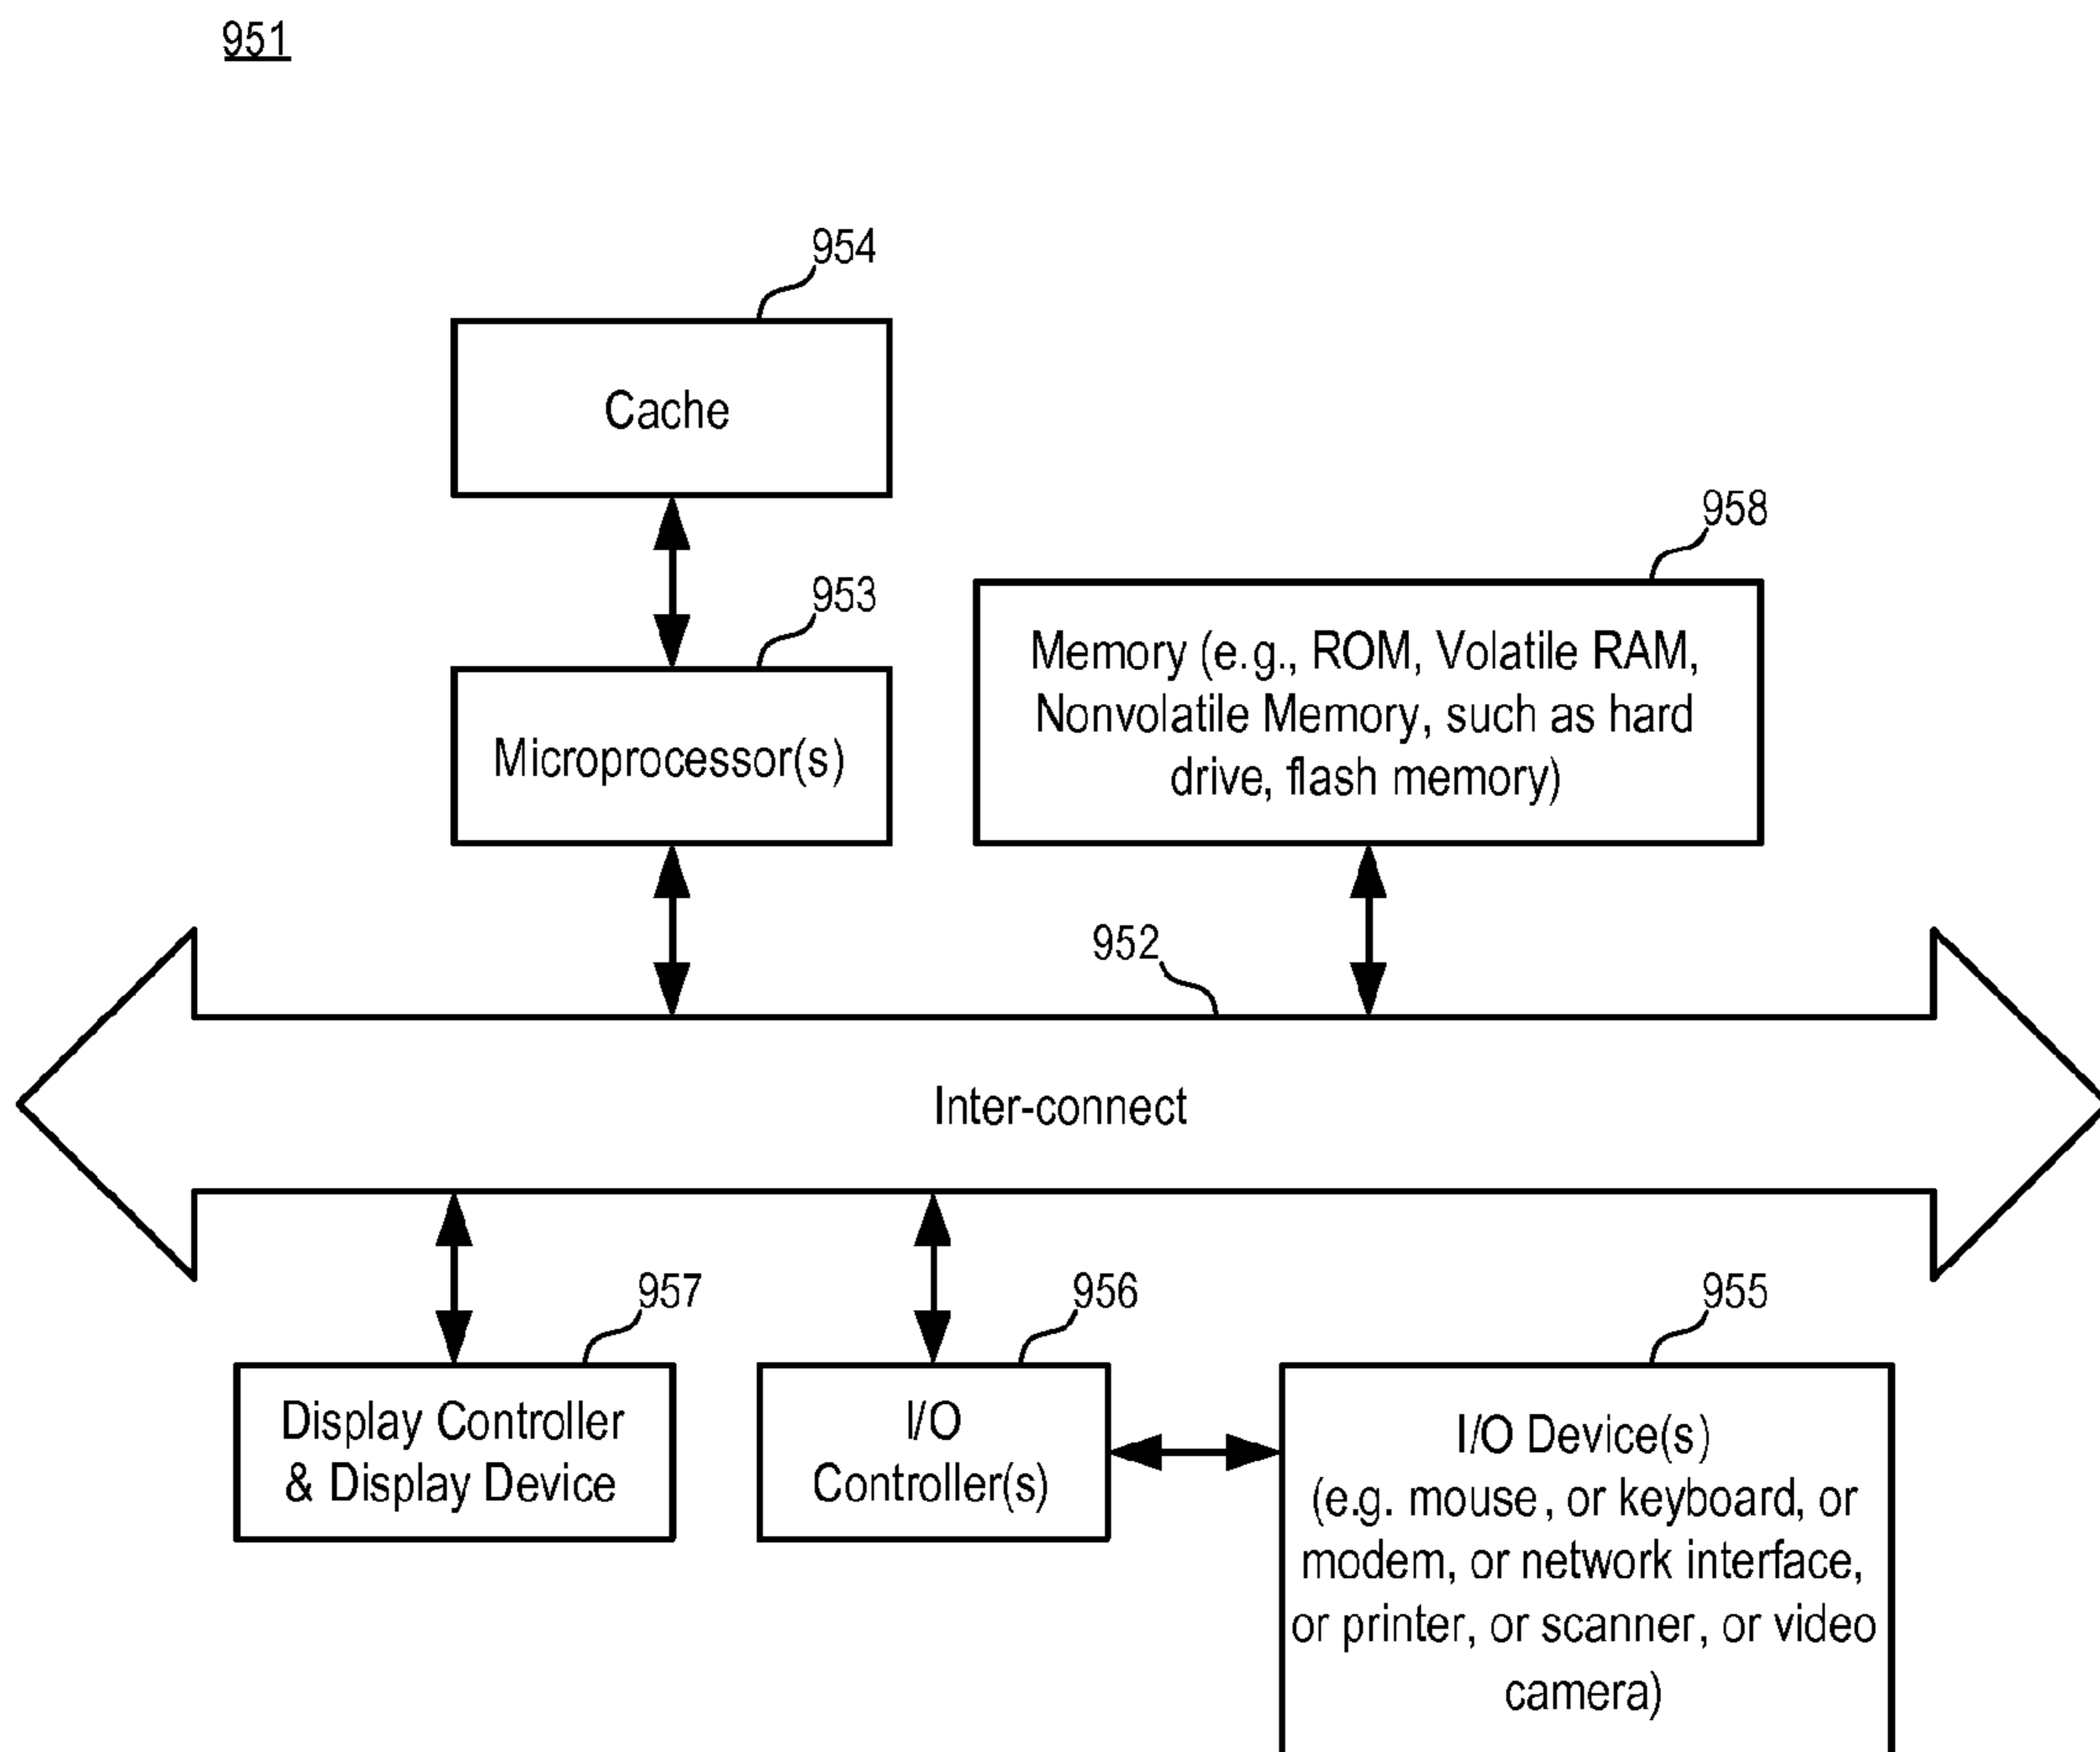 951
954
Cache
958
953
Memory (e.g., ROM, Volatile RAM,
Nonvolatile Memory, such as hard
drive, flash memory)
Microprocessor(s)
952
Inter-connect
957
956
955
Display Controller
& Display Device
I/O
Controller(s)
I/O Device(s)
(e.g. mouse, or keyboard, or
modem, or network interface,
or printer, or scanner, or video
camera)